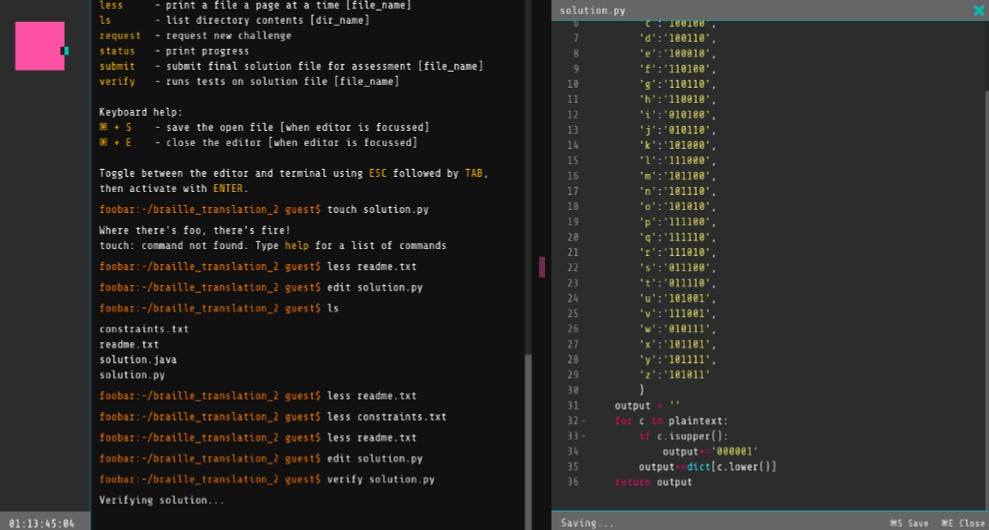 less   - print a file a page at a time [file_name]
ls     - list directory contents [dir_name]
request  - request new challenge
status   - print progress
submit   - submit final solution file for assessment [file_name]
verify   - runs tests on solution file [file_name]
Keyboard help:
⌘ + S    - save the open file [when editor is focussed]
⌘ + E    - close the editor [when editor is focussed]
Toggle between the editor and terminal using ESC followed by TAB,
then activate with ENTER.
foobar:~/braille_translation_2 guest$ touch solution.py
Where there's foo, there's fire!
touch: command not found. Type help for a list of commands
foobar:~/braille_translation_2 guest$ less readme.txt
foobar:~/braille_translation_2 guest$ edit solution.py
foobar:~/braille_translation_2 guest$ ls
constraints.txt
readme.txt
solution.java
solution.py
foobar:~/braille_translation_2 guest$ less readme.txt
foobar:~/braille_translation_2 guest$ less constraints.txt
foobar:~/braille_translation_2 guest$ less readme.txt
foobar:~/braille_translation_2 guest$ edit solution.py
foobar:~/braille_translation_2 guest$ verify solution.py
Verifying solution...
01:13:45:04
solution.py
6 'c':'100100',
7 'd':'100110',
8 'e':'100010',
9 'f':'110100',
10 'g':'110110',
11 'h':'110010',
12 'i':'010100',
13 'j':'010110',
14 'k':'101000',
15 'l':'111000',
16 'm':'101100',
17 'n':'101110',
18 'o':'101010',
19 'p':'111100',
20 'q':'111110',
21 'r':'111010',
22 's':'011100',
23 't':'011110',
24 'u':'101001',
25 'v':'111001',
26 'w':'010111',
27 'x':'101101',
28 'y':'101111',
29 'z':'101011'
30 }
31 output = ''
32 for c in plaintext:
33 if c.isupper():
34 output+='000001'
35 output+=dict[c.lower()]
36 return output
Saving... ⌘S Save ⌘E Close